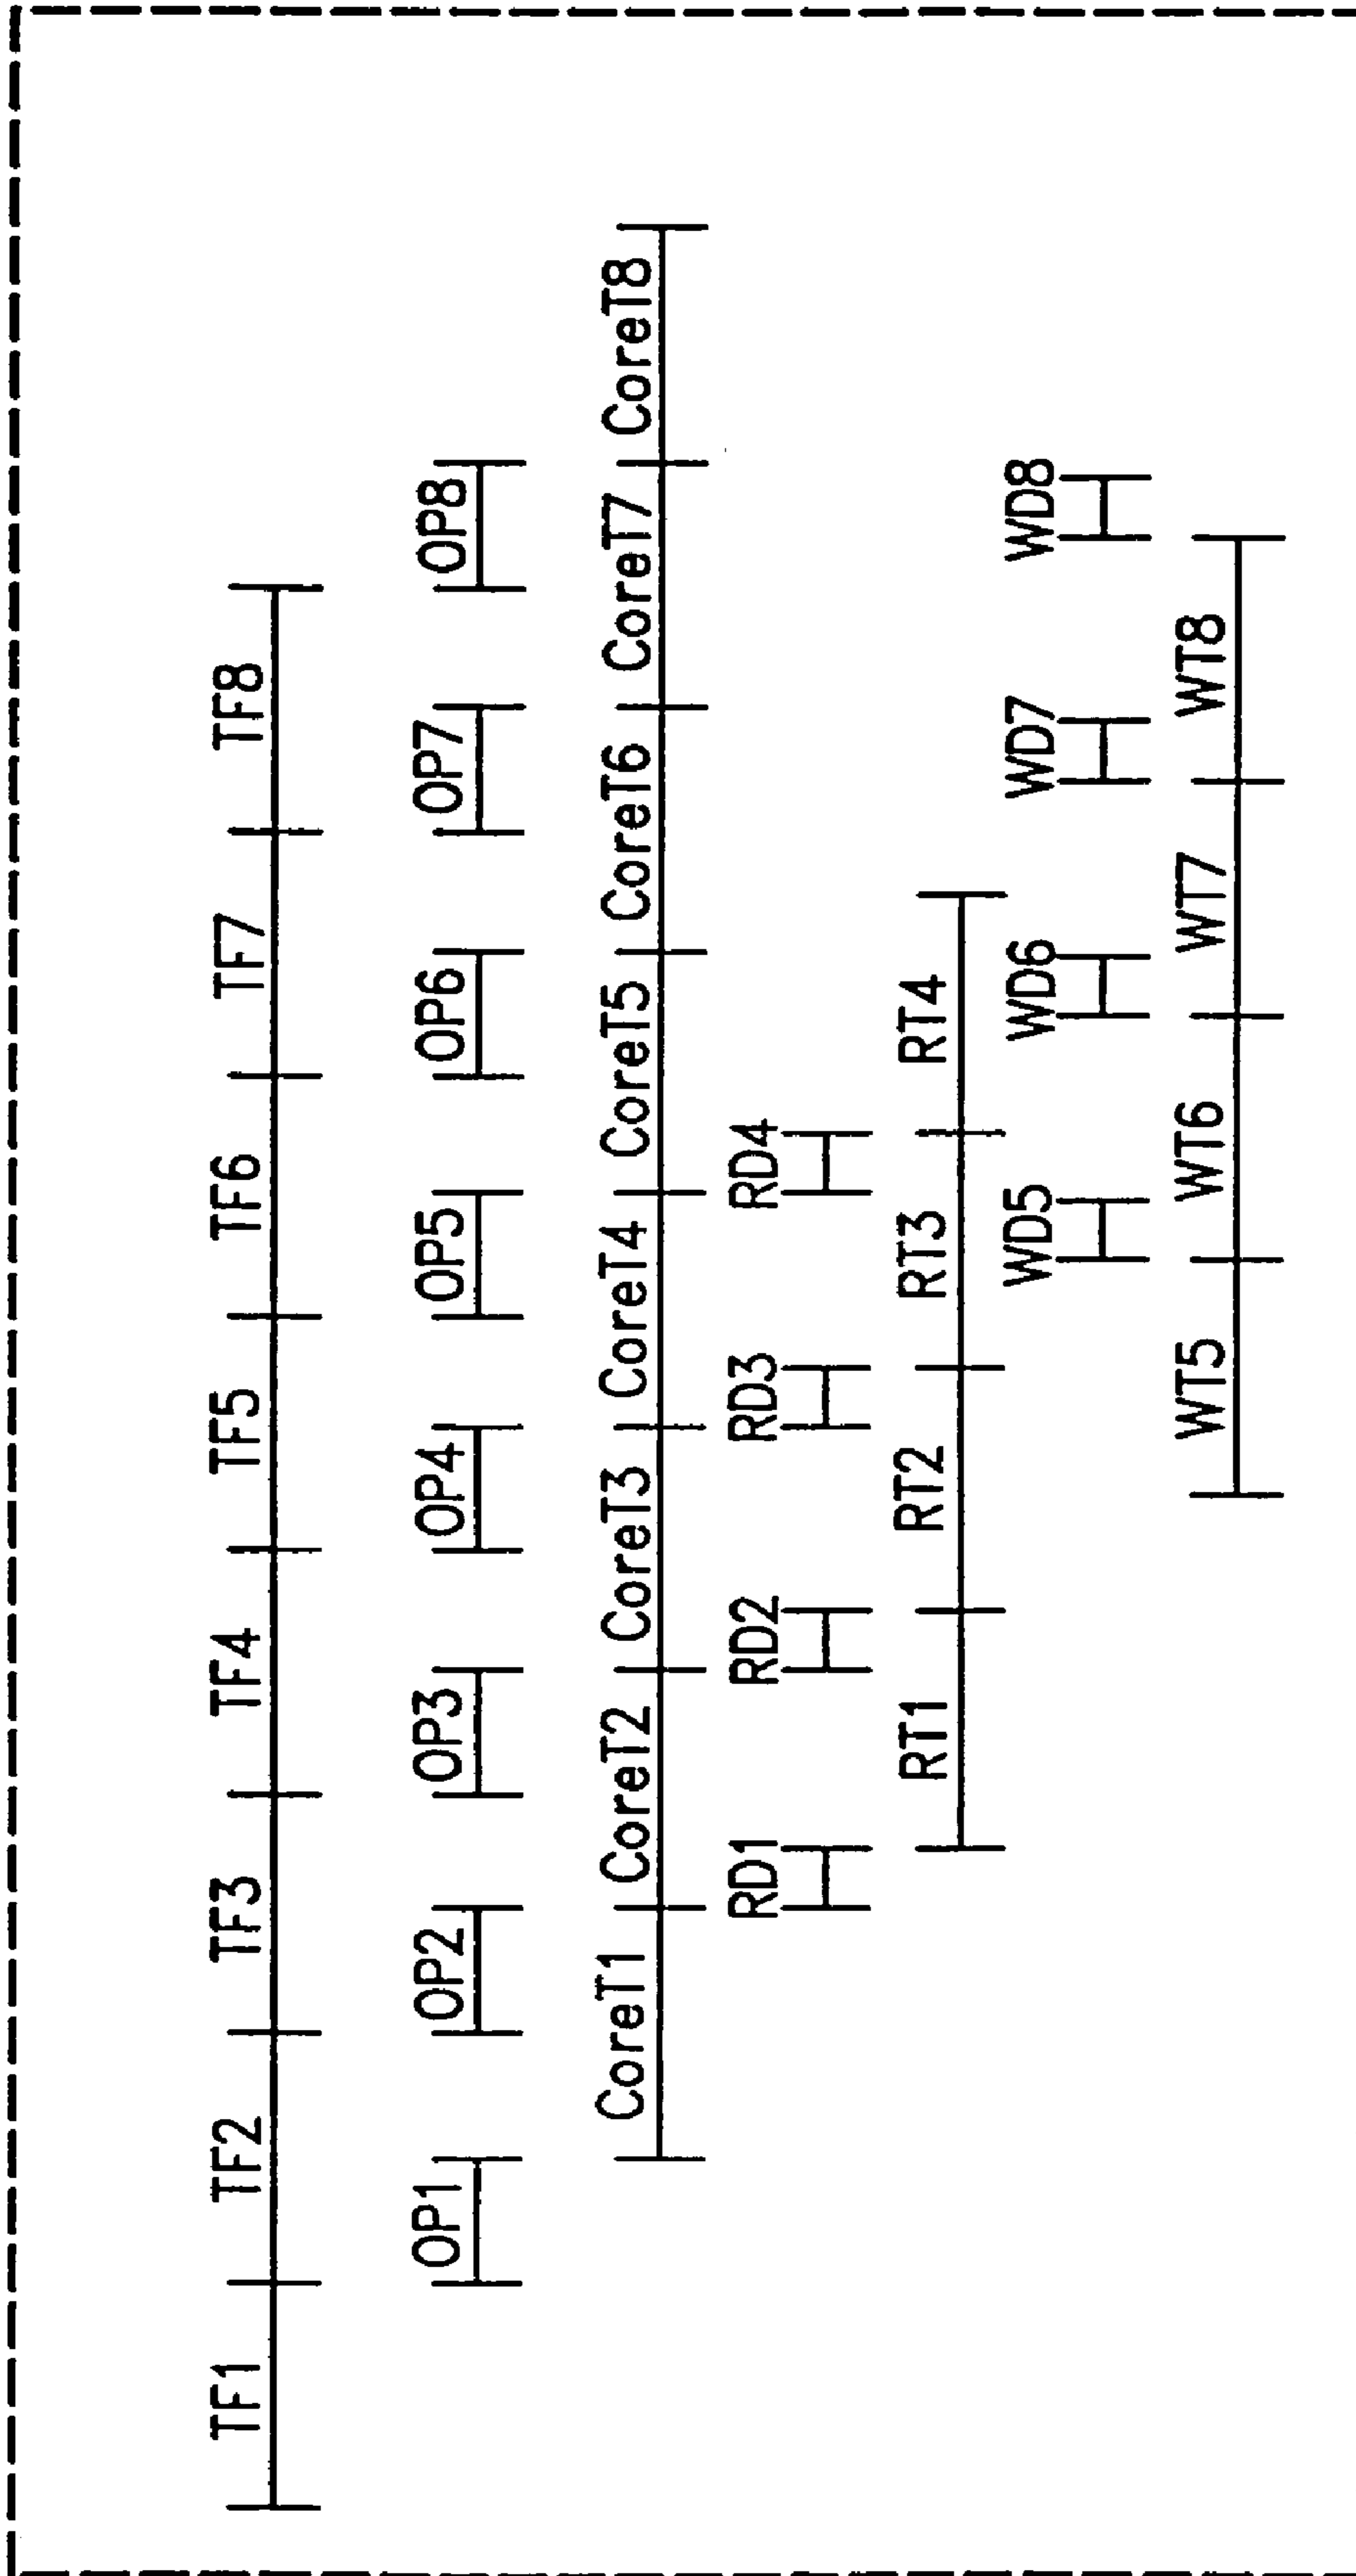 TF1 TF2 TF3 TF4 TF5 TF6 TF7 TF8
OP1 OP2 OP3 OP4 OP5 OP6 OP7 OP8
CoreT1 CoreT2 CoreT3 CoreT4 CoreT5 CoreT6 CoreT7 CoreT8
RD1 RD2 RD3 RD4
RT1 RT2 RT3 RT4
WD5 WD6 WD7 WD8
WT5 WT6 WT7 WT8